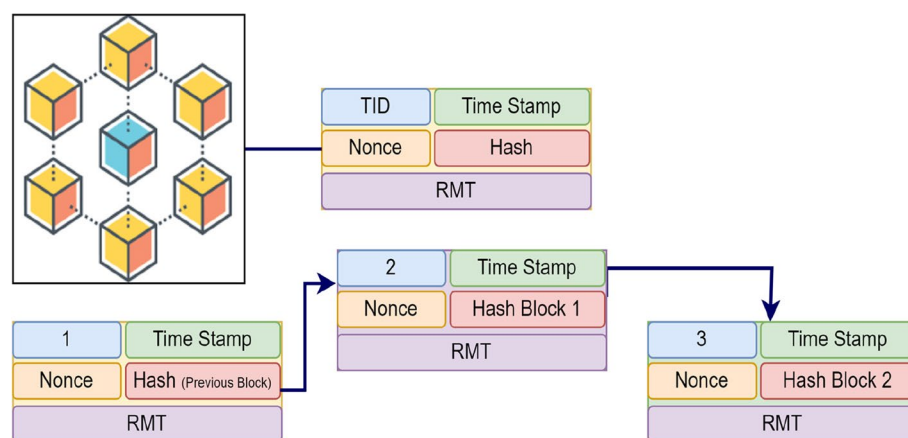 TID Time Stamp
Nonce Hash
RMT
2 Time Stamp
Nonce Hash Block 1
RMT
1 Time Stamp
Nonce Hash (Previous Block)
RMT
3 Time Stamp
Nonce Hash Block 2
RMT